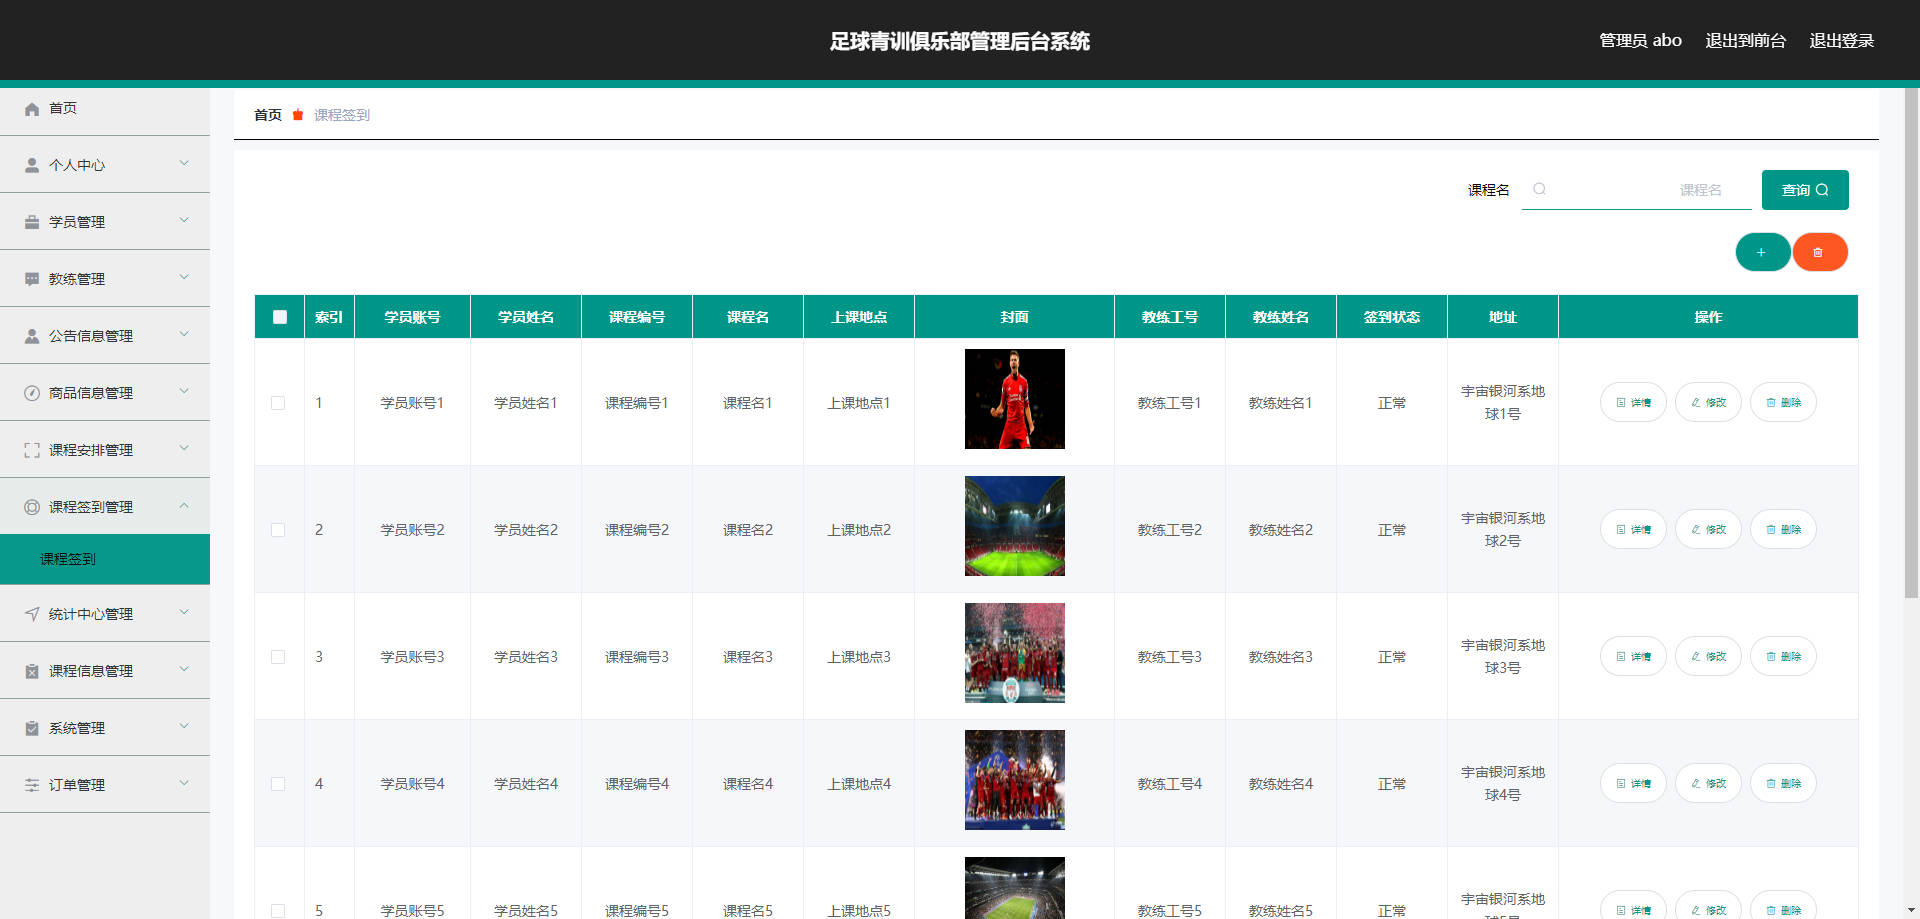 足球青训俱乐部管理后台系统
管理员 abo 退出到前台 退出登录
首页
个人中心
学员管理
教练管理
公告信息管理
商品信息管理
课程安排管理
课程签到管理
课程签到
统计中心管理
课程信息管理
系统管理
订单管理
首页 课程签到
课程名 课程名 查询
索引 学员账号 学员姓名 课程编号 课程名 上课地点 封面 教练工号 教练姓名 签到状态 地址 操作
1 学员账号1 学员姓名1 课程编号1 课程名1 上课地点1 教练工号1 教练姓名1 正常 宇宙银河系地
球1号
详情 修改 删除
2 学员账号2 学员姓名2 课程编号2 课程名2 上课地点2 教练工号2 教练姓名2 正常 宇宙银河系地
球2号
详情 修改 删除
3 学员账号3 学员姓名3 课程编号3 课程名3 上课地点3 教练工号3 教练姓名3 正常 宇宙银河系地
球3号
详情 修改 删除
4 学员账号4 学员姓名4 课程编号4 课程名4 上课地点4 教练工号4 教练姓名4 正常 宇宙银河系地
球4号
详情 修改 删除
5 学员账号5 学员姓名5 课程编号5 课程名5 上课地点5 教练工号5 教练姓名5 正常 宇宙银河系地
详情 修改 删除